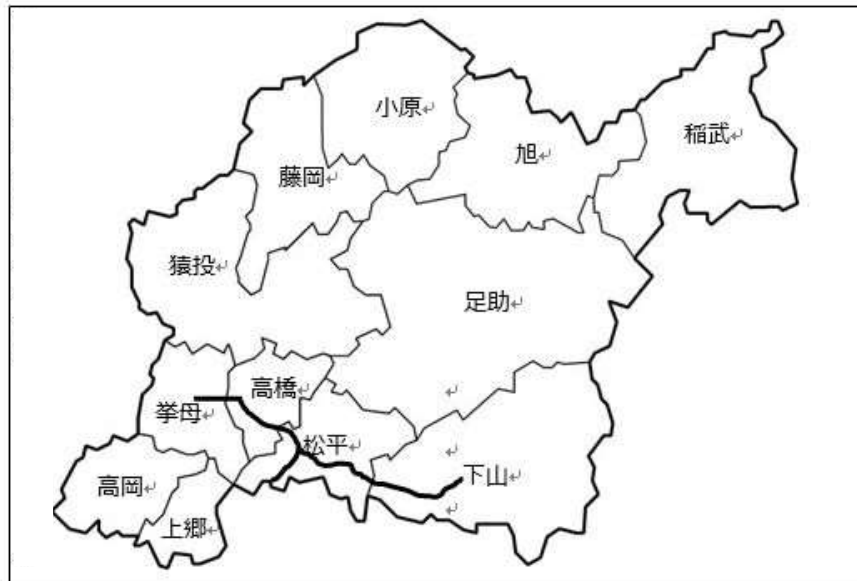 小原
旭
稲武
藤岡
猿投
足助
高橋
挙母
松平
下山
高岡
上郷